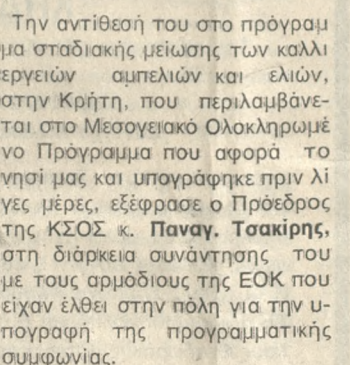 Την αντίθεσή του στο πρόγραμ
μα σταδιακής μείωσης των καλλι
εργειών αμπελιών και ελιών,
στην Κρήτη, που περιλαμβάνε-
ται στο Μεσογειακό Ολοκληρωμέ
νο Πρόγραμμα που αφορά το
νησί μας και υπογράφηκε πριν λί
γες μέρες, εξέφρασε ο Πρόεδρος
της ΚΣΟΣ κ. Παναγ. Τσακίρης,
στη διάρκεια συνάντησης του
με τους αρμόδιους της ΕΟΚ που
είχαν έλθει στην πόλη για την υ-
πογραφή της προγραμματικής
συμφωνίας.